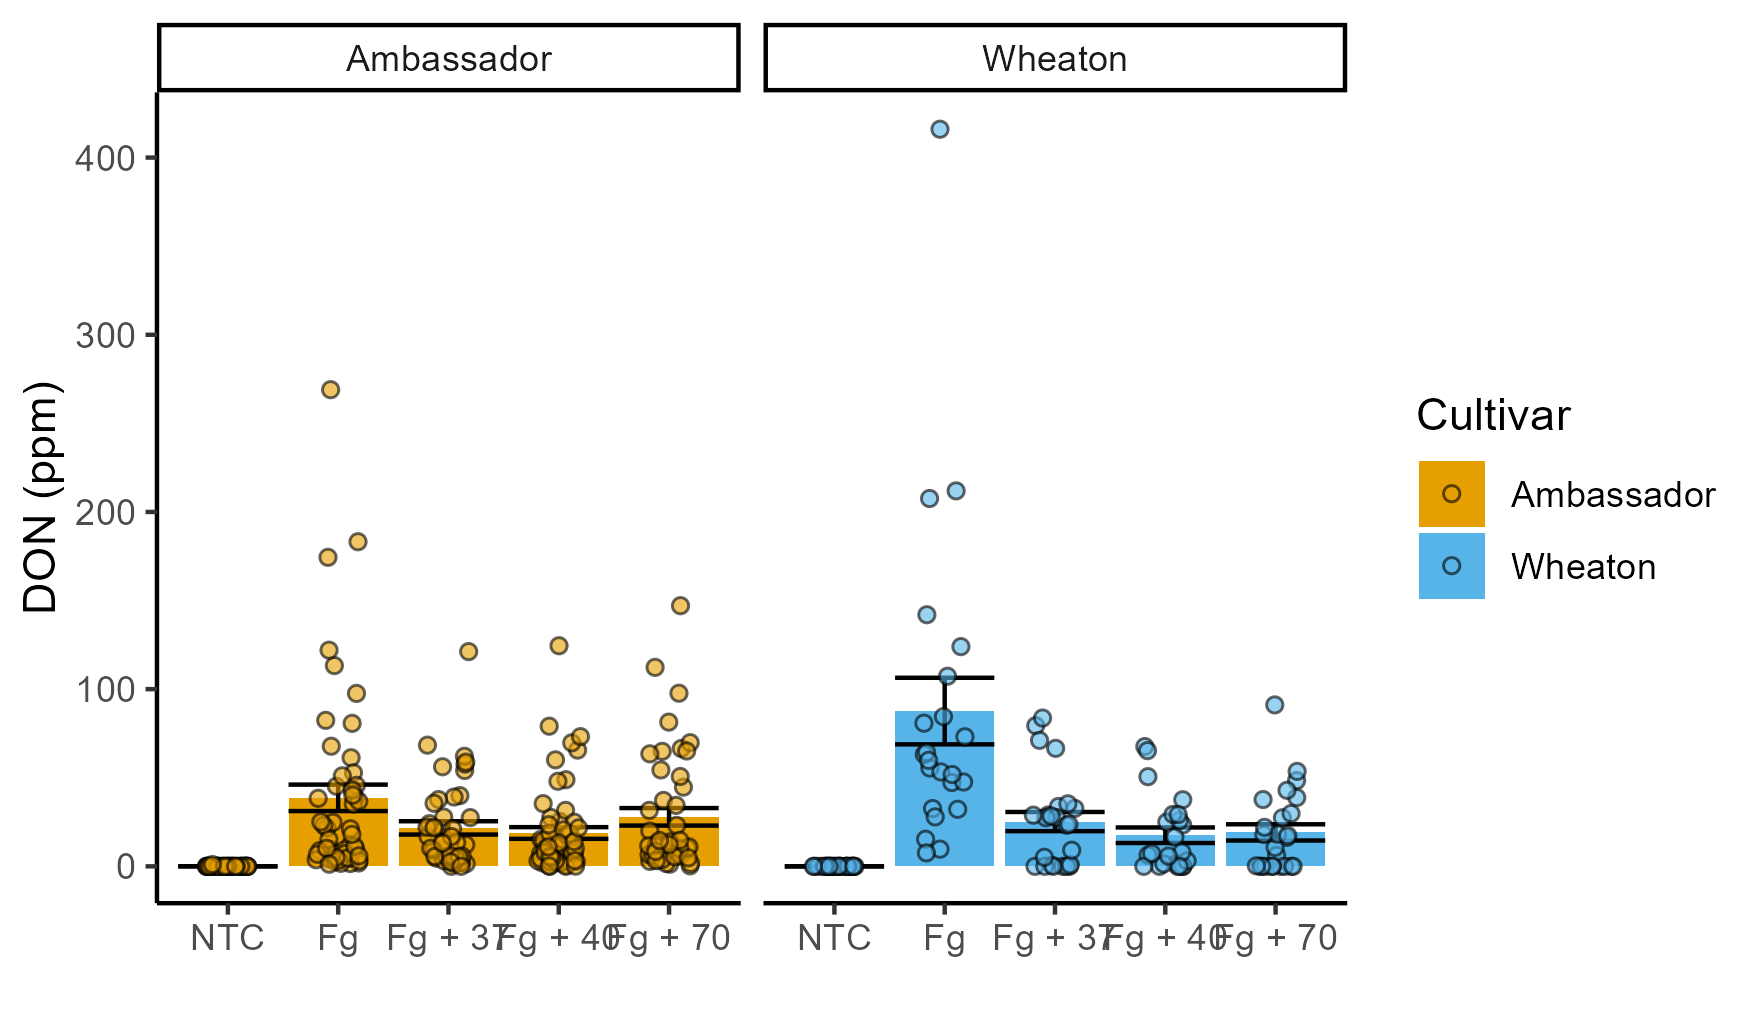 Ambassador
Wheaton
DON (ppm)
400
300
200
100
0
NTC Fg Fg + 37 Fg + 40 Fg + 70
NTC Fg Fg + 37 Fg + 40 Fg + 70
Cultivar
Ambassador
Wheaton